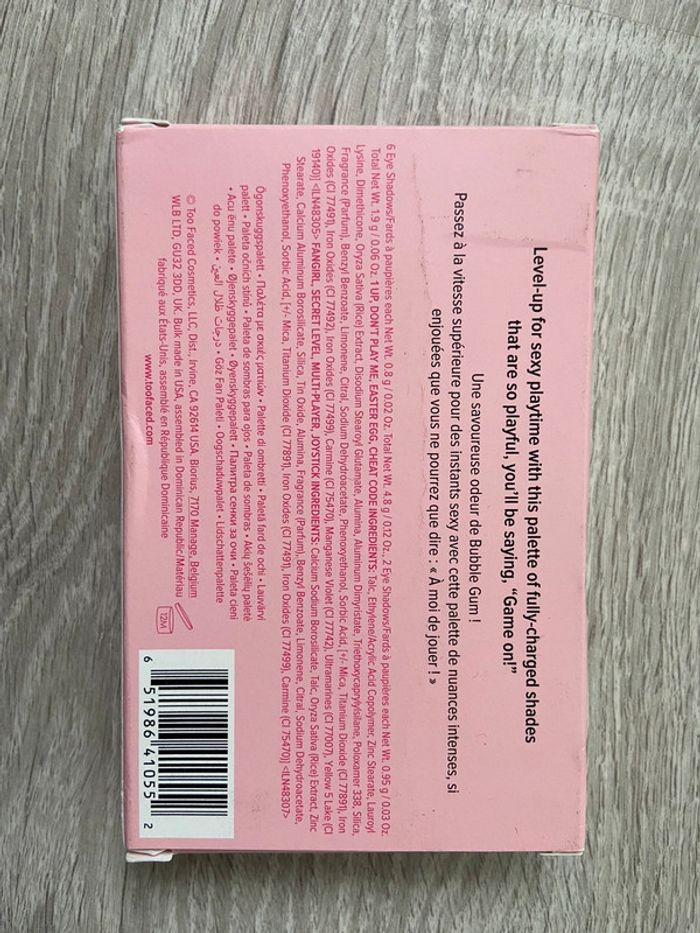 Level-up for sexy playtime with this palette of fully-charged shades
that are so playful, you'll be saying, “Game on!”
Une savoureuse odeur de Bubble Gum !
Passez à la vitesse supérieure pour des instants sexy avec cette palette de nuances intenses, si
enjouées que vous ne pourrez que dire : « À moi de jouer ! »
6 Eye Shadows/Fards à paupières each Net Wt. 0.8 g / 0.02 Oz. Total Net Wt. 4.8 g / 0.12 Oz., 2 Eye Shadows/Fards à paupières each Net Wt. 0.95 g / 0.03 Oz.
Total Net Wt. 1.9 g / 0.06 Oz. 1 UP, DON'T PLAY ME, EASTER EGG, CHEAT CODE INGREDIENTS: Talc, Ethylene/Acrylic Acid Copolymer, Zinc Stearate, Lauroyl
Lysine, Dimethicone, Oryza Sativa (Rice) Extract, Disodium Stearoyl Glutamate, Alumina, Aluminum Dimyristate, Triethoxycaprylylsilane, Poloxamer 338, Silica,
Fragrance (Parfum), Benzyl Benzoate, Limonene, Citral, Sodium Dehydroacetate, Phenoxyethanol, Sorbic Acid, [+/- Mica, Titanium Dioxide (CI 77891), Iron
Oxides (CI 77491), Iron Oxides (CI 77492), Iron Oxides (CI 77499), Carmine (CI 75470), Manganese Violet (CI 77742), Ultramarines (CI 77007), Yellow 5 Lake (CI
19140)] <ILN48305> FANGIRL, SECRET LEVEL, MULTI-PLAYER, JOYSTICK INGREDIENTS: Calcium Sodium Borosilicate, Talc, Oryza Sativa (Rice) Extract, Zinc
Stearate, Calcium Aluminum Borosilicate, Silica, Tin Oxide, Alumina, Fragrance (Parfum), Benzyl Benzoate, Limonene, Citral, Sodium Dehydroacetate,
Phenoxyethanol, Sorbic Acid, [+/- Mica, Titanium Dioxide (CI 77891), Iron Oxides (CI 77491), Iron Oxides (CI 77499), Carmine (CI 75470)] <ILN48307>
Ögonskuggspalett • Παλέτα με σκιές ματιών • Palette di ombretti • Paletă fard de ochi • Lauvärvi
palett • Paleta očních stínů • Paleta de sombras para ojos • Paleta de sombras • Akių šešėlių paletė
• Acu ēnu palete • Øjenskyggepalet • Øyenskyggepalett • Палитра сенки за очи • Paleta cieni
do powiek • درجات ظلال العين • Göz Farı Paleti • Oogschaduwpalet • Lidschattenpalette
© Too Faced Cosmetics, LLC, Dist., Irvine, CA 92614 USA. Biorius, 7170 Manage, Belgium
WLB LTD, GU32 3DD, UK. Bulk made in USA, assembled in Dominican Republic/Matériau
fabriqué aux États-Unis, assemblé en République Dominicaine
www.toofaced.com
12M
6 51986 41055 2